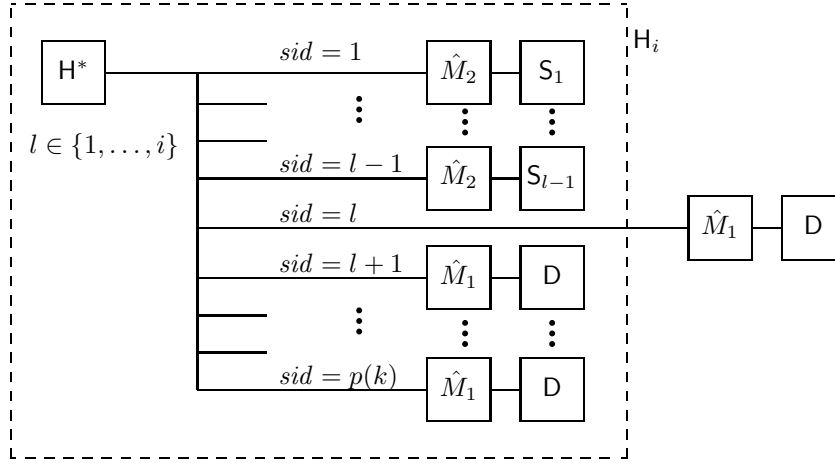 H* sid = 1 M̂₂ S₁ Hᵢ
⋮ ⋮ ⋮
l ∈ {1, . . . , i}
sid = l − 1 M̂₂ Sₗ₋₁
sid = l M̂₁ D
sid = l + 1 M̂₁ D
⋮ ⋮ ⋮
sid = p(k) M̂₁ D